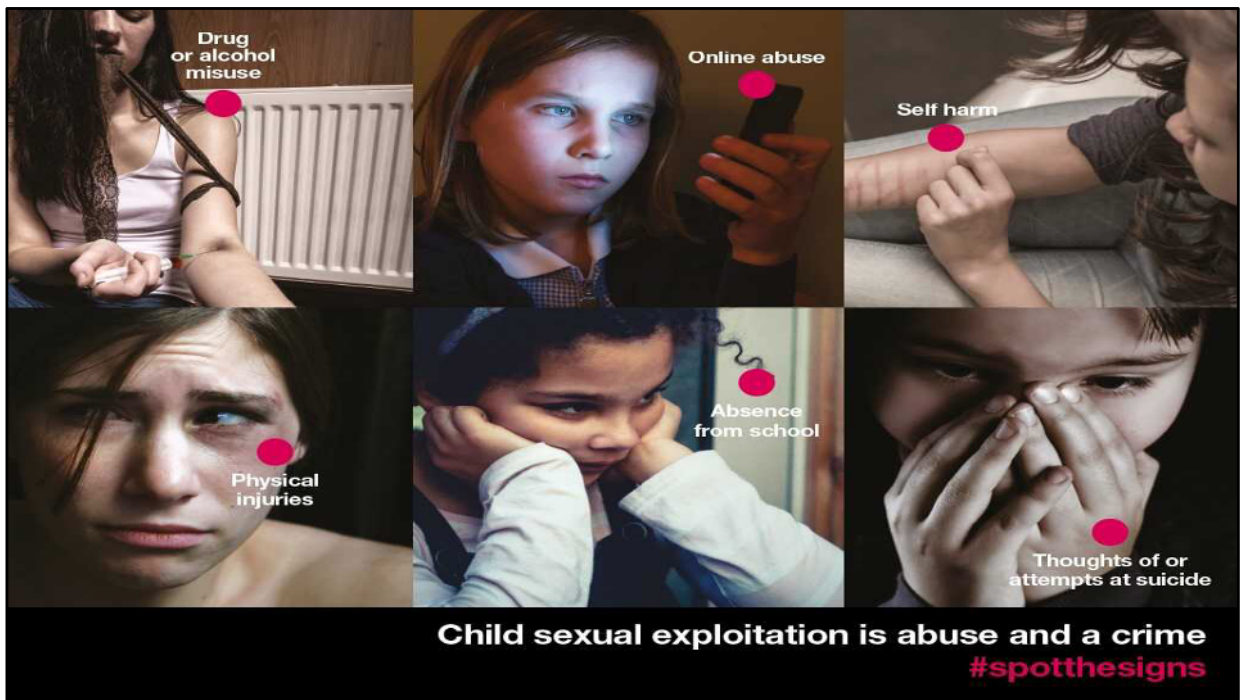 Drug
or alcohol
misuse
Online abuse
Self harm
Physical
injuries
Absence
from school
Thoughts of or
attempts at suicide
Child sexual exploitation is abuse and a crime
#spotthesigns